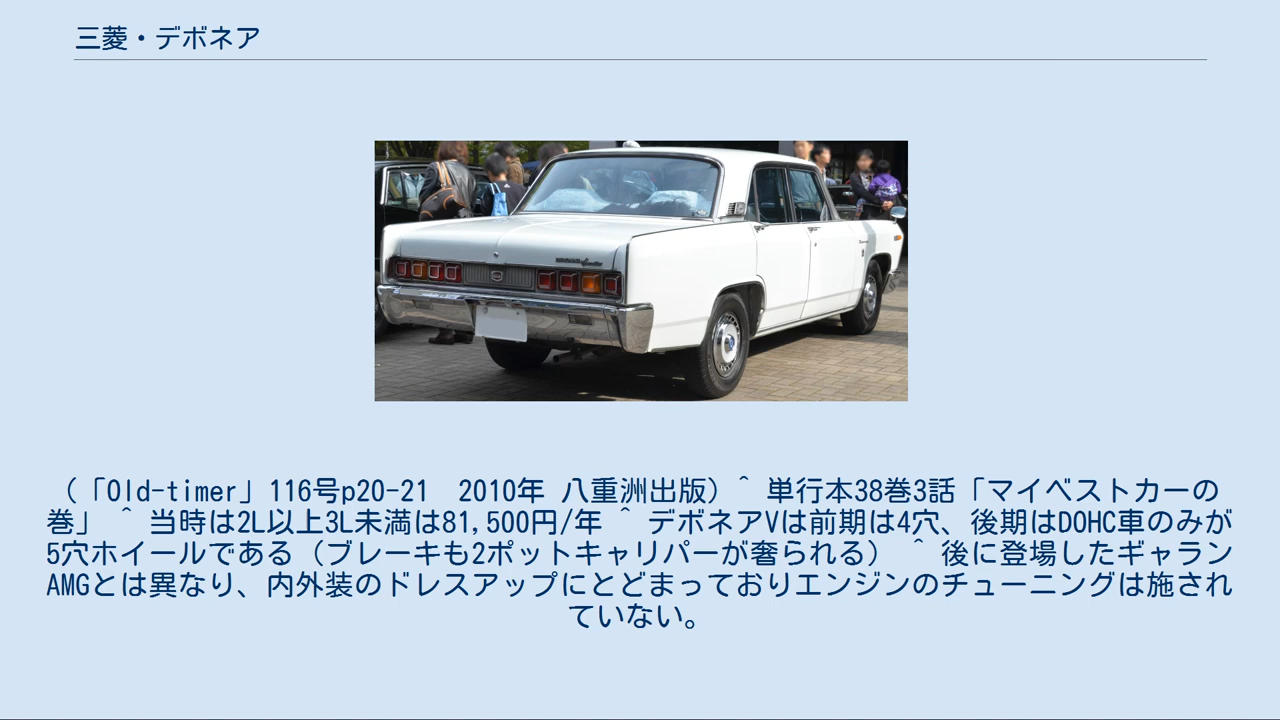 三菱・デボネア
（「Old-timer」116号p20-21　2010年 八重洲出版）^ 単行本38巻3話「マイベストカーの
巻」 ^ 当時は2L以上3L未満は81,500円/年 ^ デボネアVは前期は4穴、後期はDOHC車のみが
5穴ホイールである（ブレーキも2ポットキャリパーが奢られる） ^ 後に登場したギャラン
AMGとは異なり、内外装のドレスアップにとどまっておりエンジンのチューニングは施され
ていない。